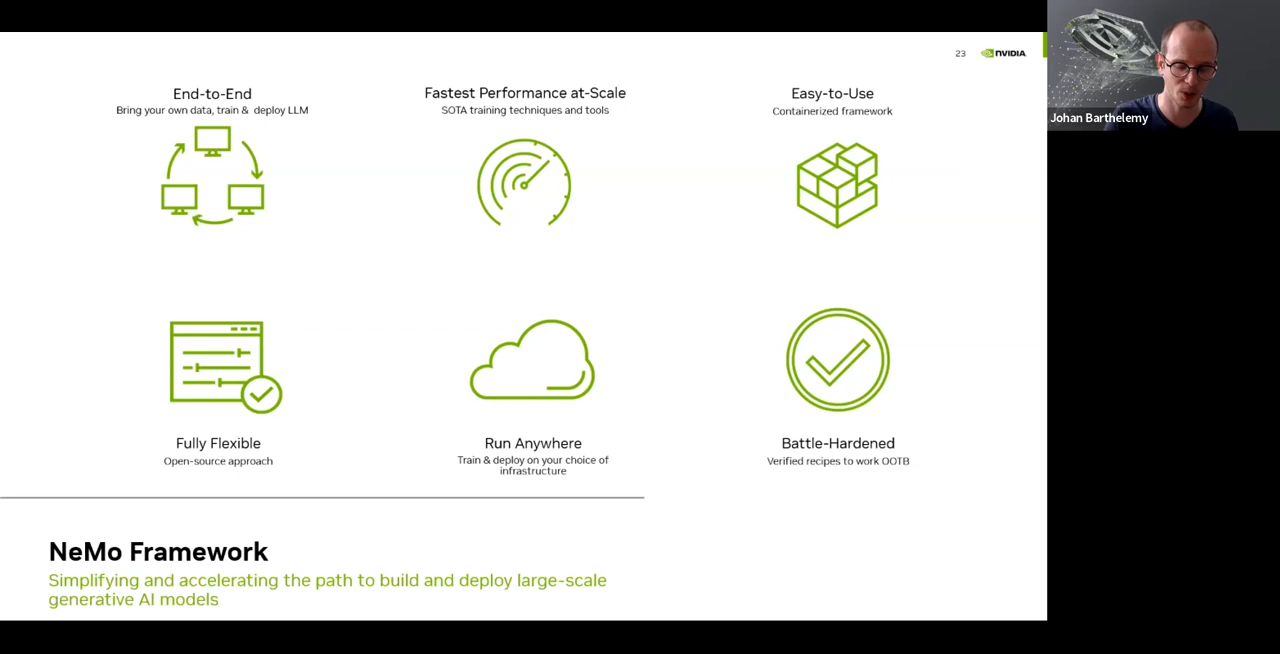 23 NVIDIA
Johan Barthelemy
End-to-End
Bring your own data, train & deploy LLM
Fastest Performance at-Scale
SOTA training techniques and tools
Easy-to-Use
Containerized framework
Fully Flexible
Open-source approach
Run Anywhere
Train & deploy on your choice of
infrastructure
Battle-Hardened
Verified recipes to work OOTB
NeMo Framework
Simplifying and accelerating the path to build and deploy large-scale
generative AI models